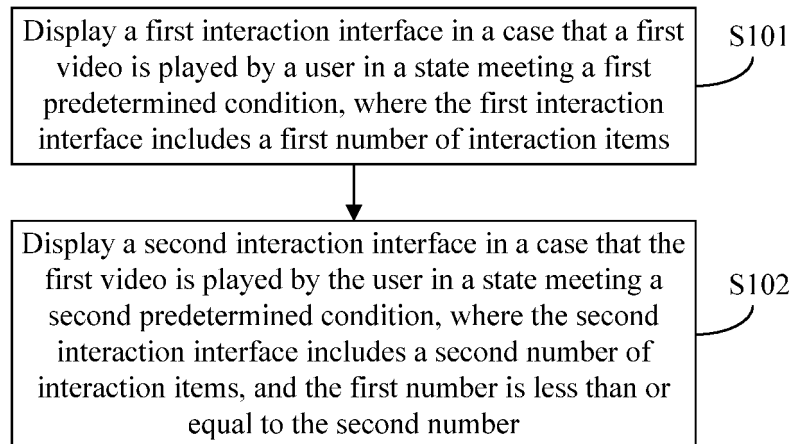 Display a first interaction interface in a case that a first
video is played by a user in a state meeting a first
predetermined condition, where the first interaction
interface includes a first number of interaction items
S101
Display a second interaction interface in a case that the
first video is played by the user in a state meeting a
second predetermined condition, where the second
interaction interface includes a second number of
interaction items, and the first number is less than or
equal to the second number
S102